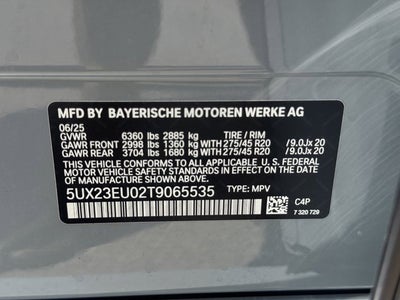 MFD BY BAYERISCHE MOTOREN WERKE AG
06/25
GVWR 6360 lbs 2885 kg TIRE / RIM
GAWR FRONT 2998 lbs 1360 kg WITH 275/45 R20 / 9.0Jx 20
GAWR REAR 3704 lbs 1680 kg WITH 275/45 R20 / 9.0Jx 20
THIS VEHICLE CONFORMS TO ALL APPLICABLE
U.S. FEDERAL MOTOR VEHICLE SAFETY STANDARDS IN
EFFECT ON THE DATE OF MANUFACTURE SHOWN ABOVE.
5UX23EU02T9065535 TYPE: MPV
C4P
7 320 729